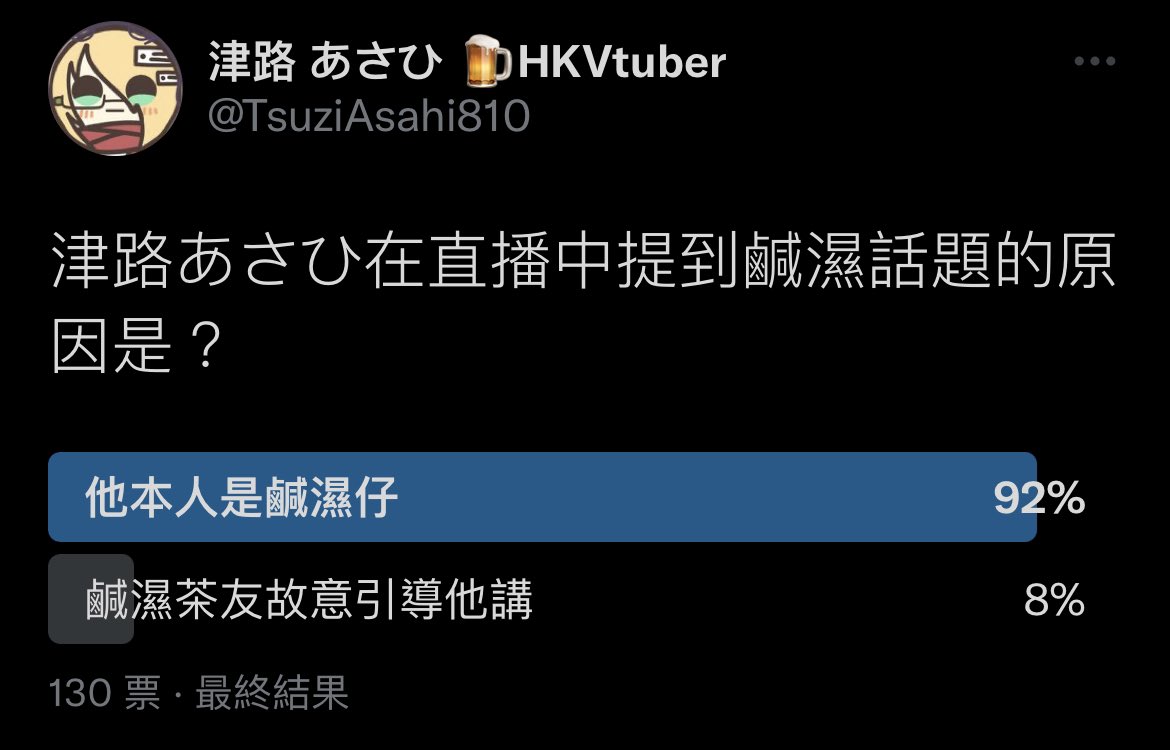 津路 あさひ 🍺HKVtuber
@TsuziAsahi810
津路あさひ在直播中提到鹹濕話題的原
因是？
他本人是鹹濕仔 92%
鹹濕茶友故意引導他講 8%
130 票 · 最終結果